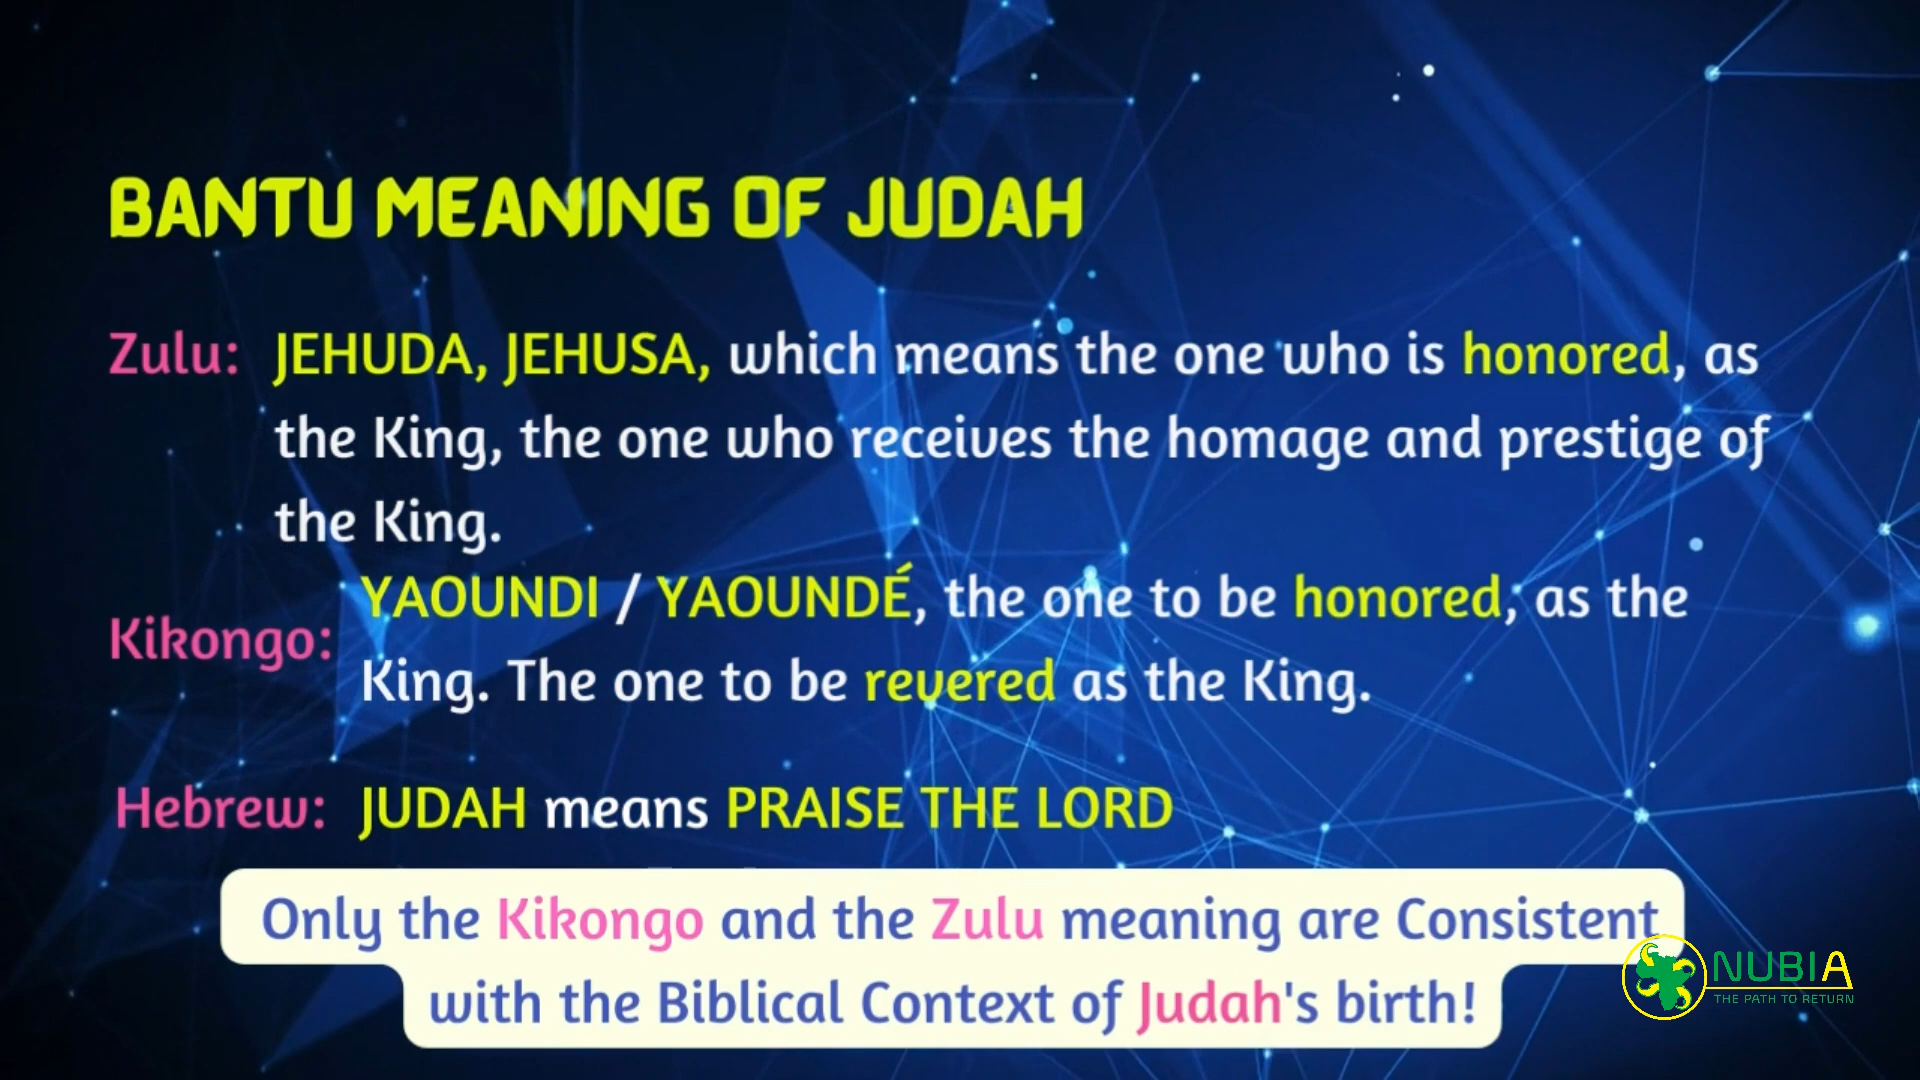 BANTU MEANING OF JUDAH
Zulu: JEHUDA, JEHUSA, which means the one who is honored, as
the King, the one who receives the homage and prestige of
the King.
Kikongo: YAOUNDI / YAOUNDÉ, the one to be honored, as the
King. The one to be revered as the King.
Hebrew: JUDAH means PRAISE THE LORD
Only the Kikongo and the Zulu meaning are Consistent
with the Biblical Context of Judah's birth!
NUBIA
THE PATH TO RETURN